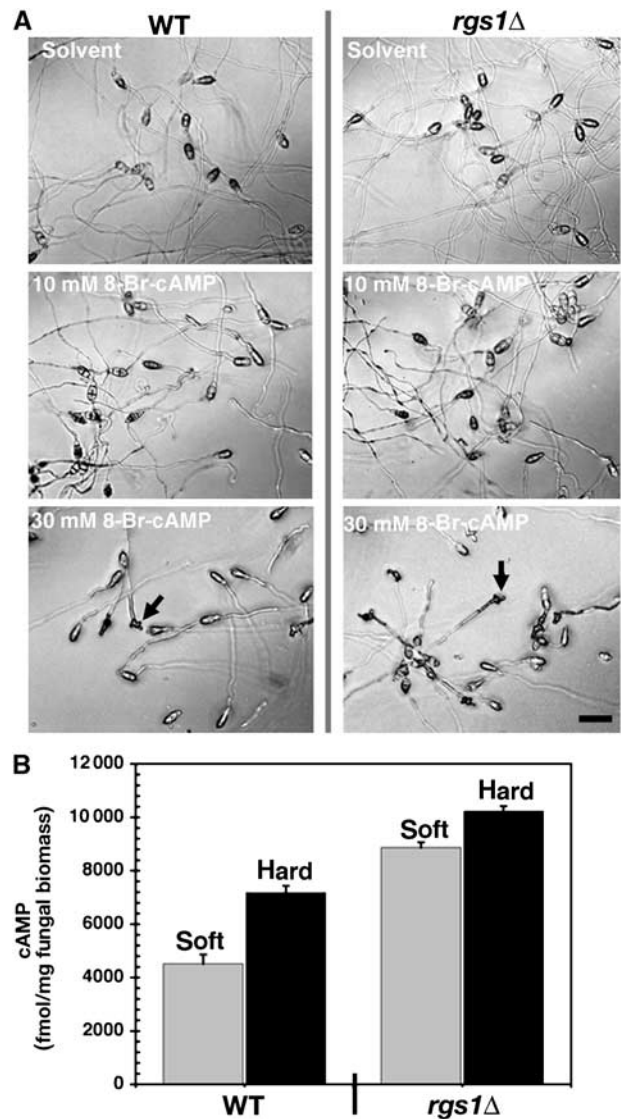 A
WT
rgs1Δ
Solvent
Solvent
10 mM 8-Br-cAMP
10 mM 8-Br-cAMP
30 mM 8-Br-cAMP
30 mM 8-Br-cAMP
B
cAMP
(fmol/mg fungal biomass)
12 000
10 000
8000
6000
4000
2000
0
Soft
Hard
Soft
Hard
WT
rgs1Δ